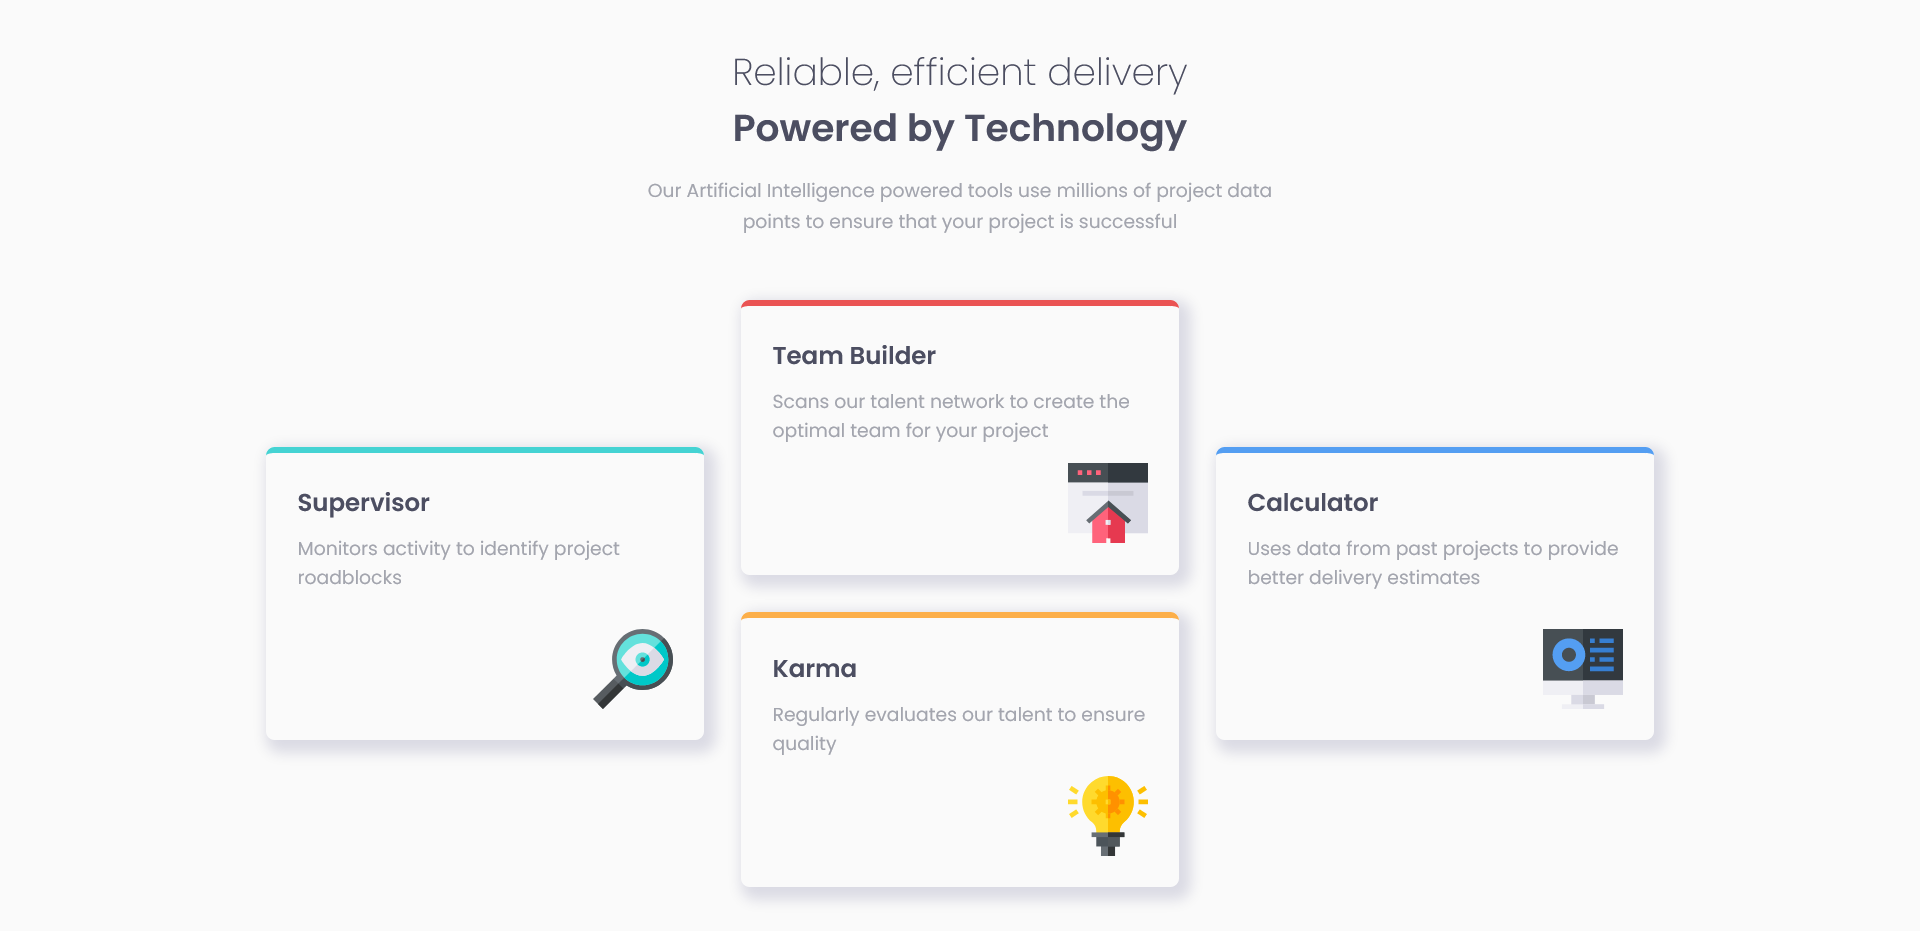 Reliable, efficient delivery
Powered by Technology
Our Artificial Intelligence powered tools use millions of project data
points to ensure that your project is successful
Supervisor
Monitors activity to identify project
roadblocks
Team Builder
Scans our talent network to create the
optimal team for your project
Karma
Regularly evaluates our talent to ensure
quality
Calculator
Uses data from past projects to provide
better delivery estimates